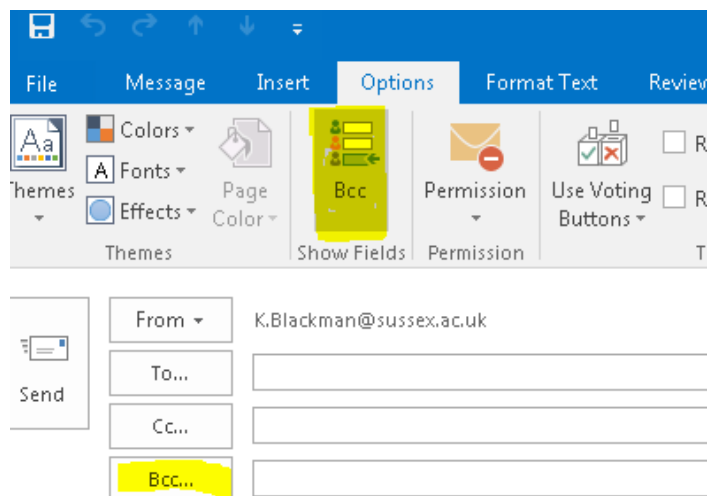 File Message Insert Options Format Text Review
Aa
Colors
A Fonts
Effects
Themes
Page
Color
Bcc
Permission
Use Voting
Buttons
R
R
Themes
Show Fields
Permission
T
From K.Blackman@sussex.ac.uk
To...
Send
Cc...
Bcc...